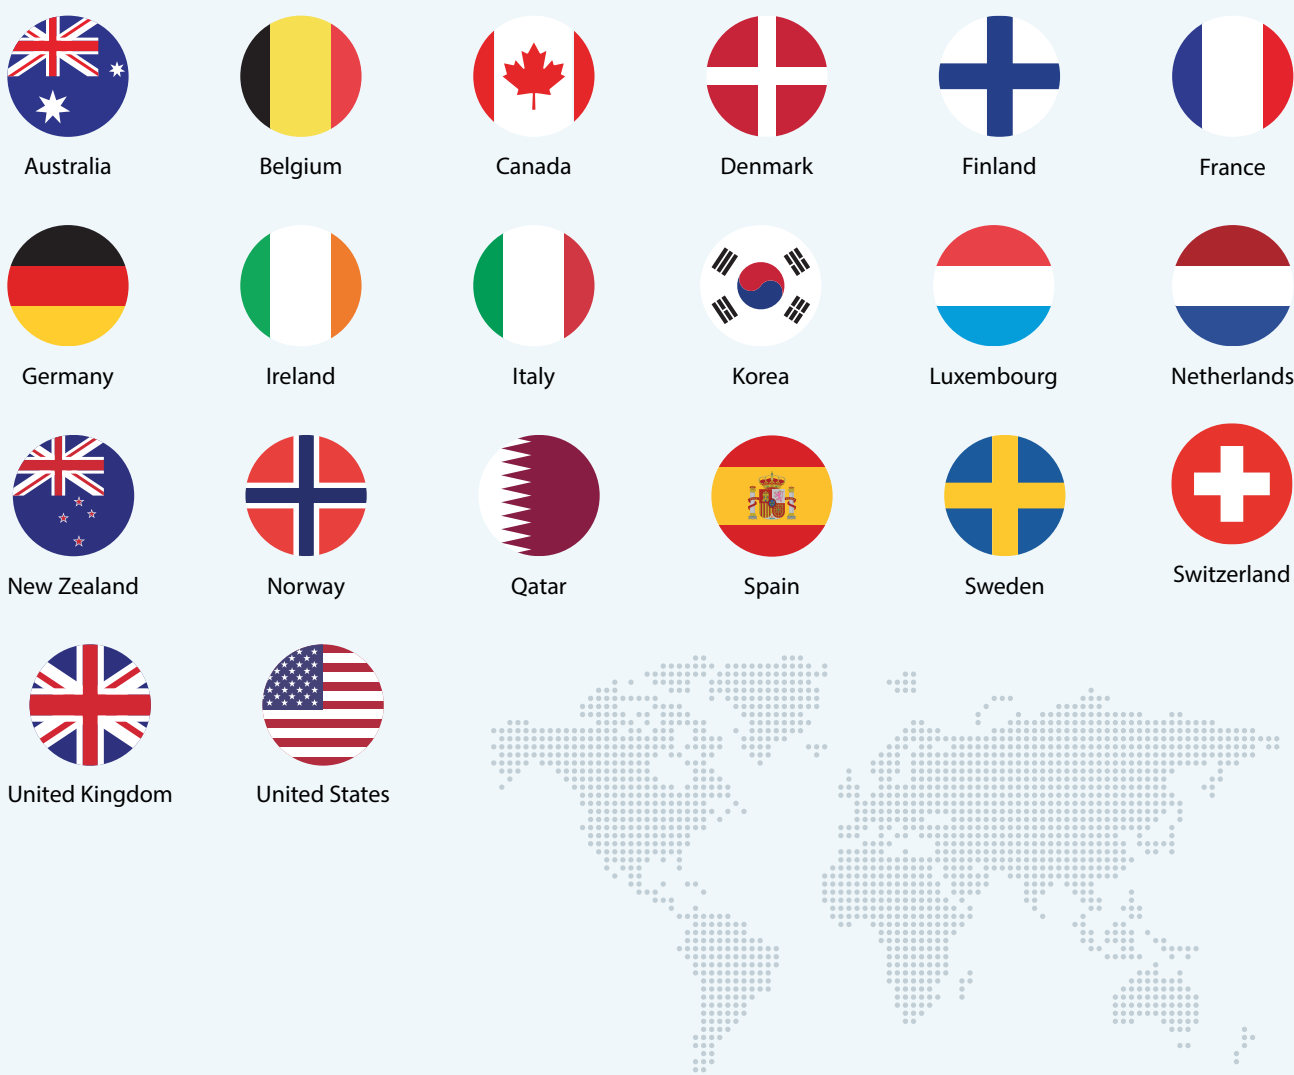 Australia
Belgium
Canada
Denmark
Finland
France
Germany
Ireland
Italy
Korea
Luxembourg
Netherlands
New Zealand
Norway
Qatar
Spain
Sweden
Switzerland
United Kingdom
United States